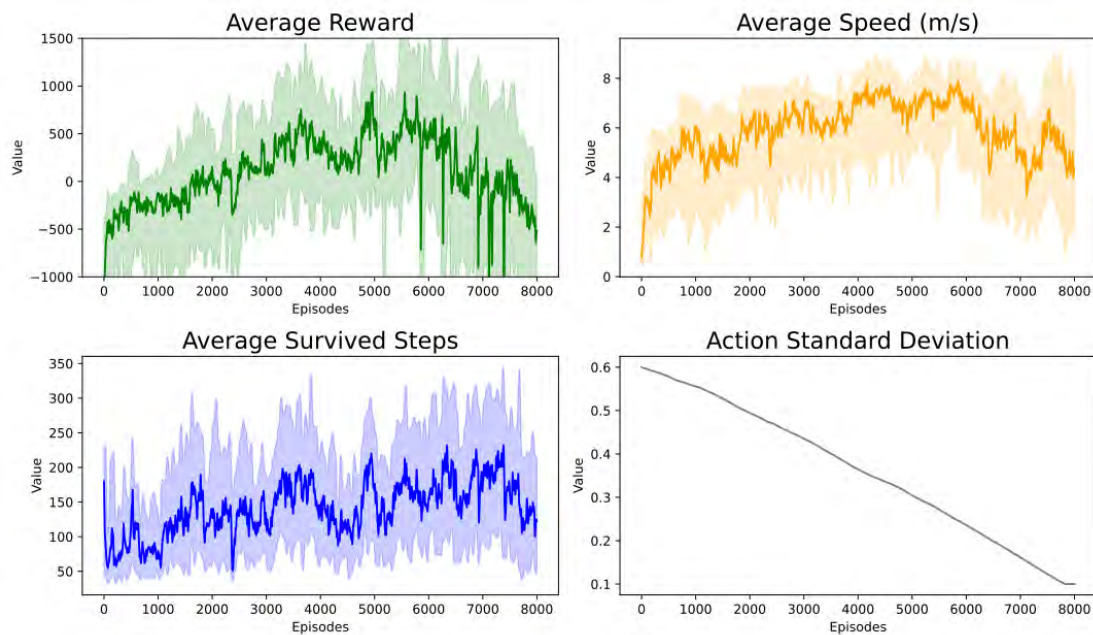 Average Reward
1500
1000
500
0
−500
−1000
Value
0 1000 2000 3000 4000 5000 6000 7000 8000
Episodes
Average Speed (m/s)
8
6
4
2
0
Value
0 1000 2000 3000 4000 5000 6000 7000 8000
Episodes
Average Survived Steps
350
300
250
200
150
100
50
Value
0 1000 2000 3000 4000 5000 6000 7000 8000
Episodes
Action Standard Deviation
0.6
0.5
0.4
0.3
0.2
0.1
Value
0 1000 2000 3000 4000 5000 6000 7000 8000
Episodes